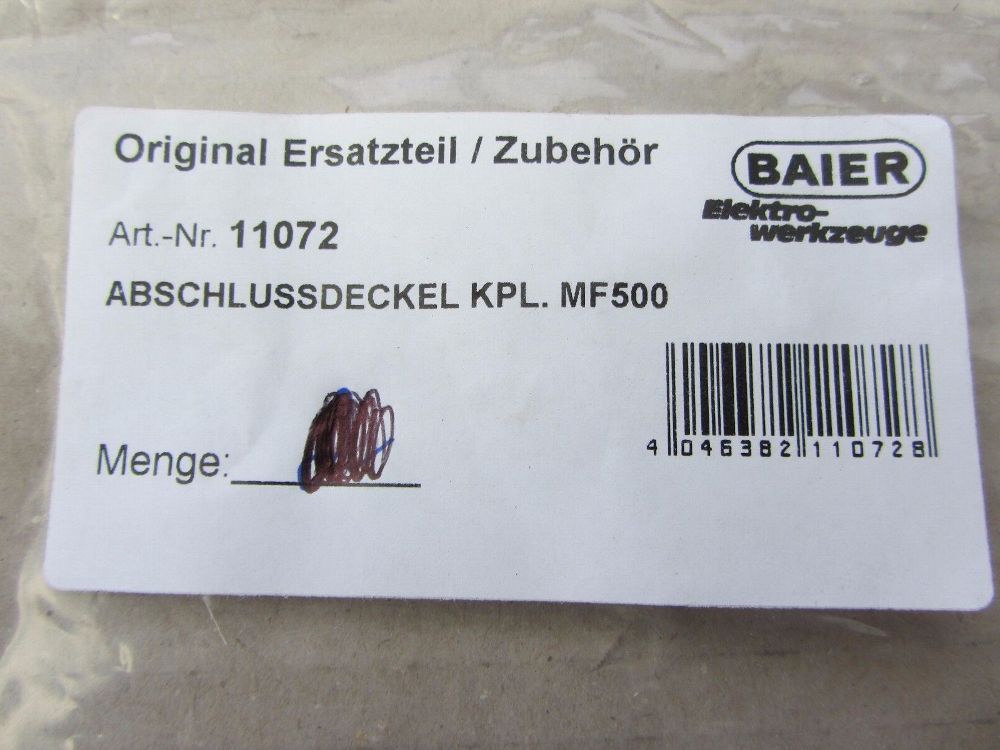 Original Ersatzteil / Zubehör
BAIER
Elektro-
werkzeuge
Art.-Nr. 11072
ABSCHLUSSDECKEL KPL. MF500
Menge:
4 046382 110728